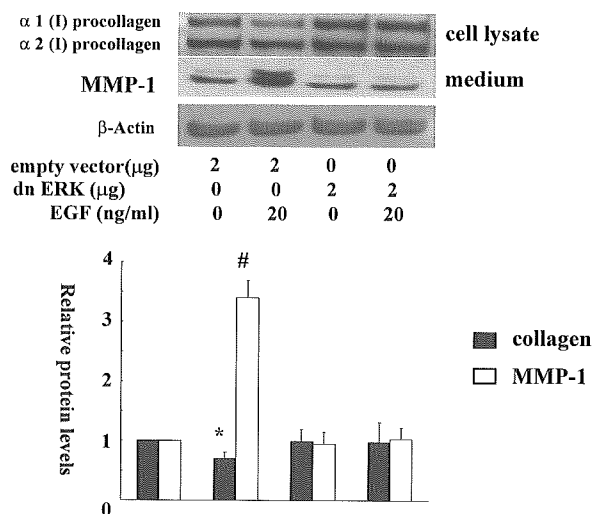 α 1 (I) procollagen
α 2 (I) procollagen
cell lysate
MMP-1
medium
β-Actin
empty vector(μg) 2 2 0 0
dn ERK (μg) 0 0 2 2
EGF (ng/ml) 0 20 0 20
Relative protein levels
4
3
2
1
0
*
#
collagen
MMP-1